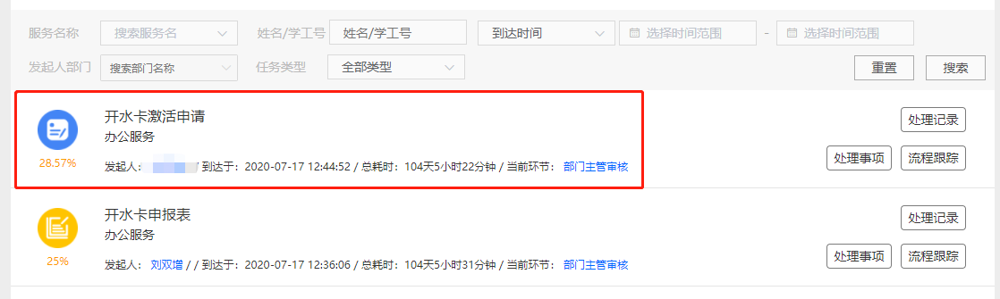 服务名称 搜索服务名 姓名/学工号 姓名/学工号 到达时间 选择时间范围 - 选择时间范围
发起人部门 搜索部门名称 任务类型 全部类型 重置 搜索
开水卡激活申请
办公服务
处理记录
28.57%
发起人: / / 到达于: 2020-07-17 12:44:52 / 总耗时: 104天5小时22分钟 / 当前环节: 部门主管审核
处理事项 流程跟踪
开水卡申报表
办公服务
处理记录
25%
发起人: 刘双增 / / 到达于: 2020-07-17 12:36:06 / 总耗时: 104天5小时31分钟 / 当前环节: 部门主管审核
处理事项 流程跟踪